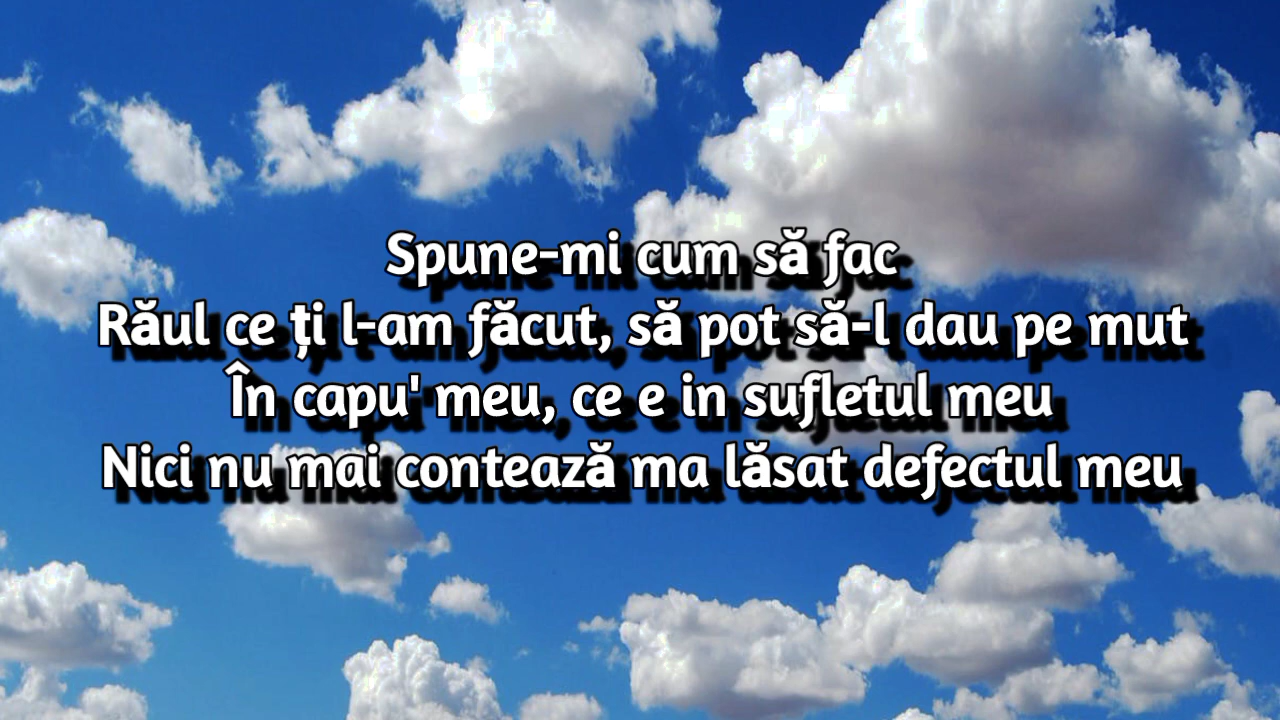 Spune-mi cum să fac
Răul ce ți l-am făcut, să pot să-l dau pe mut
În capu' meu, ce e in sufletul meu
Nici nu mai contează ma lăsat defectul meu